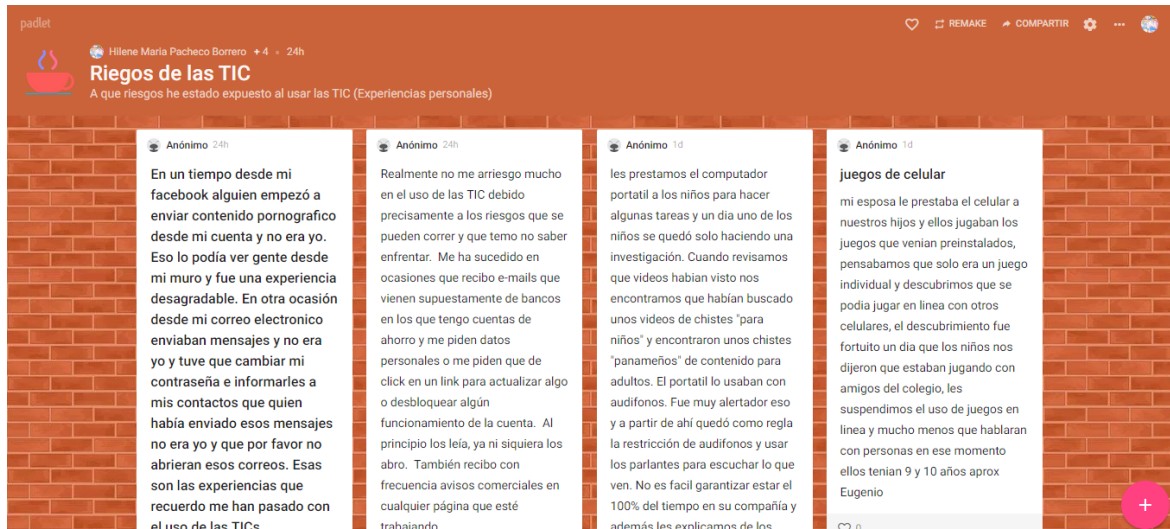 padlet
REMAKE
COMPARTIR
Hilene Maria Pacheco Borrero +4 • 24h
Riegos de las TIC
A que riesgos he estado expuesto al usar las TIC (Experiencias personales)
Anónimo 24h
En un tiempo desde mi
facebook alguien empezó a
enviar contenido pornografico
desde mi cuenta y no era yo.
Eso lo podía ver gente desde
mi muro y fue una experiencia
desagradable. En otra ocasión
desde mi correo electronico
enviaban mensajes y no era
yo y tuve que cambiar mi
contraseña e informarles a
mis contactos que quien
había enviado esos mensajes
no era yo y que por favor no
abrieran esos correos. Esas
son las experiencias que
recuerdo me han pasado con
el uso de las TICs
Anónimo 24h
Realmente no me arriesgo mucho
en el uso de las TIC debido
precisamente a los riesgos que se
pueden correr y que temo no saber
enfrentar. Me ha sucedido en
ocasiones que recibo e-mails que
vienen supuestamente de bancos
en los que tengo cuentas de
ahorro y me piden datos
personales o me piden que de
click en un link para actualizar algo
o desbloquear algún
funcionamiento de la cuenta. Al
principio los leía, ya ni siquiera los
abro. También recibo con
frecuencia avisos comerciales en
cualquier página que esté
trabajando
Anónimo 1d
les prestamos el computador
portatil a los niños para hacer
algunas tareas y un dia uno de los
niños se quedó solo haciendo una
investigación. Cuando revisamos
que videos habian visto nos
encontramos que habían buscado
unos videos de chistes "para
niños" y encontraron unos chistes
"panameños" de contenido para
adultos. El portatil lo usaban con
audifonos. Fue muy alertador eso
y a partir de ahí quedó como regla
la restricción de audifonos y usar
los parlantes para escuchar lo que
ven. No es facil garantizar estar el
100% del tiempo en su compañía y
además les explicamos de los
Anónimo 1d
juegos de celular
mi esposa le prestaba el celular a
nuestros hijos y ellos jugaban los
juegos que venian preinstalados,
pensabamos que solo era un juego
individual y descubrimos que se
podia jugar en linea con otros
celulares, el descubrimiento fue
fortuito un dia que los niños nos
dijeron que estaban jugando con
amigos del colegio, les
suspendimos el uso de juegos en
linea y mucho menos que hablaran
con personas en ese momento
ellos tenian 9 y 10 años aprox
Eugenio
0